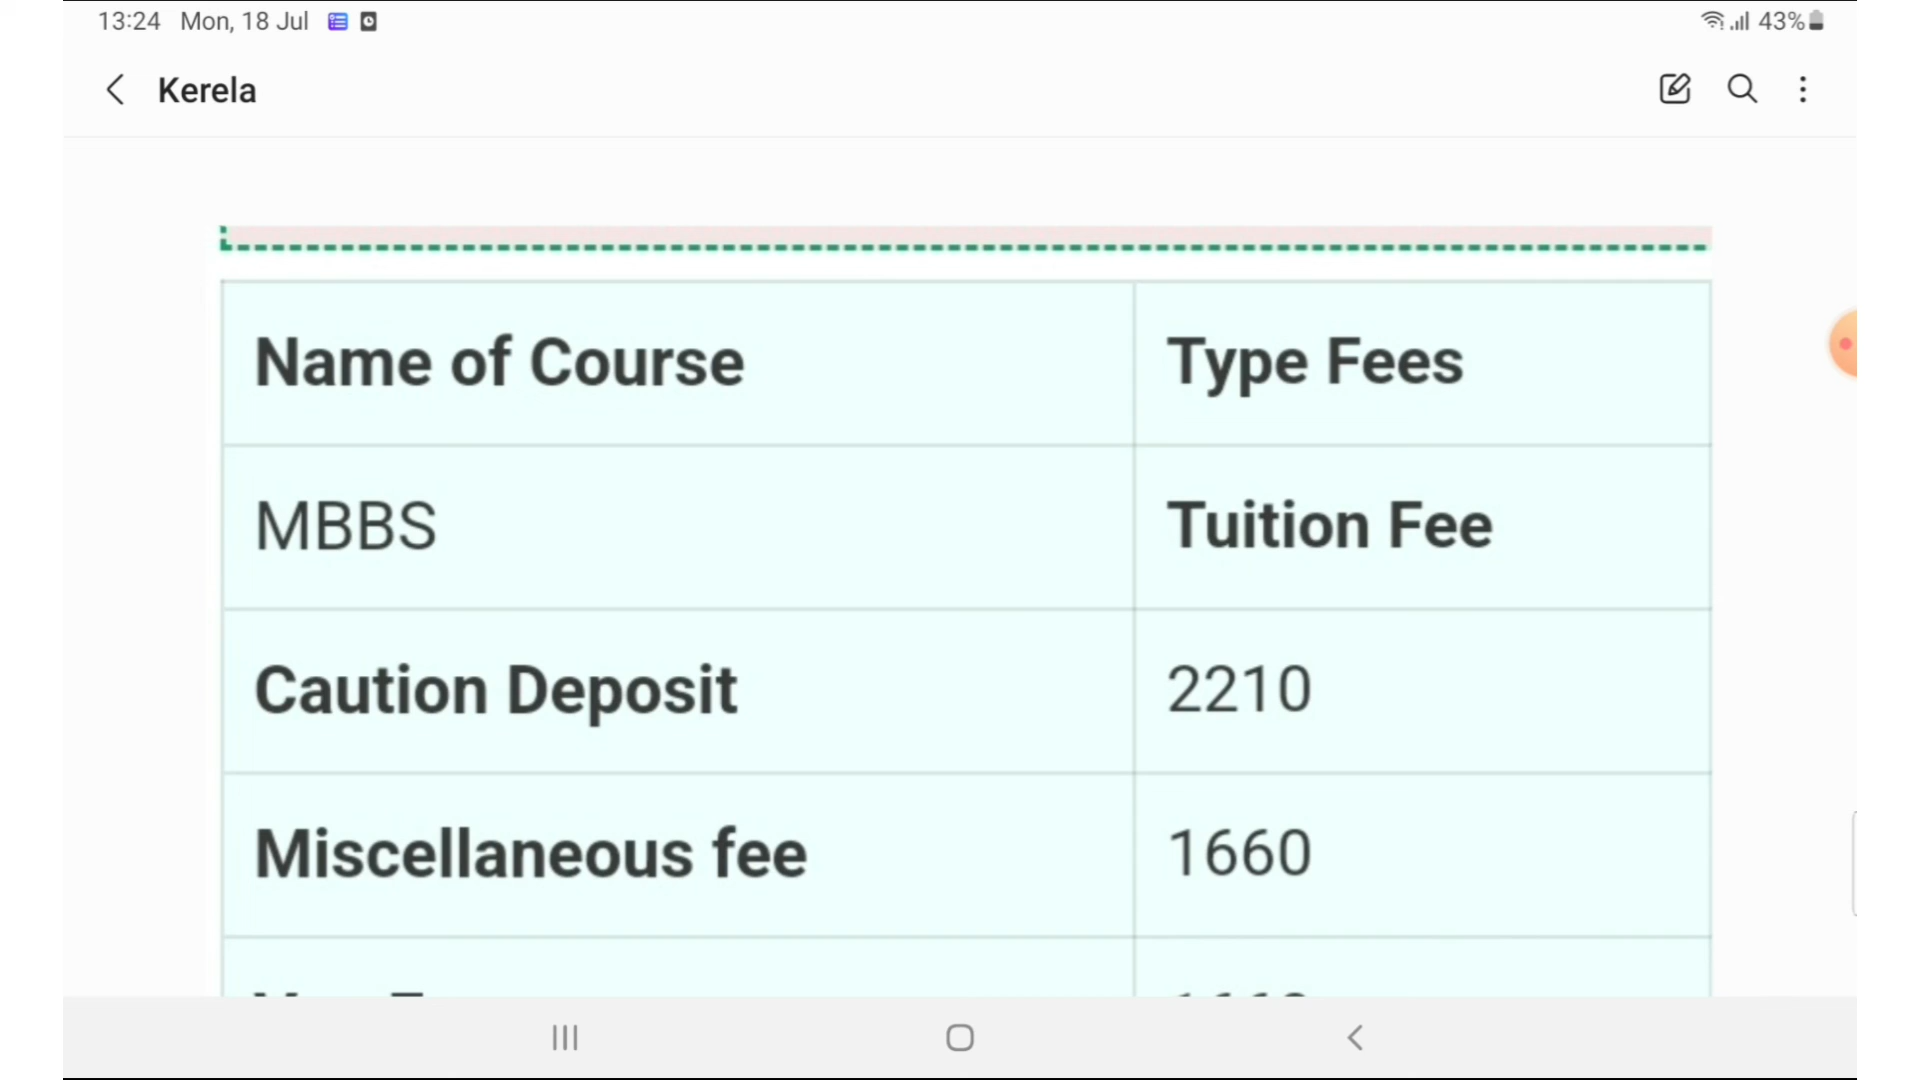 13:24 Mon, 18 Jul 43%
Kerela
Name of Course Type Fees
MBBS Tuition Fee
Caution Deposit 2210
Miscellaneous fee 1660